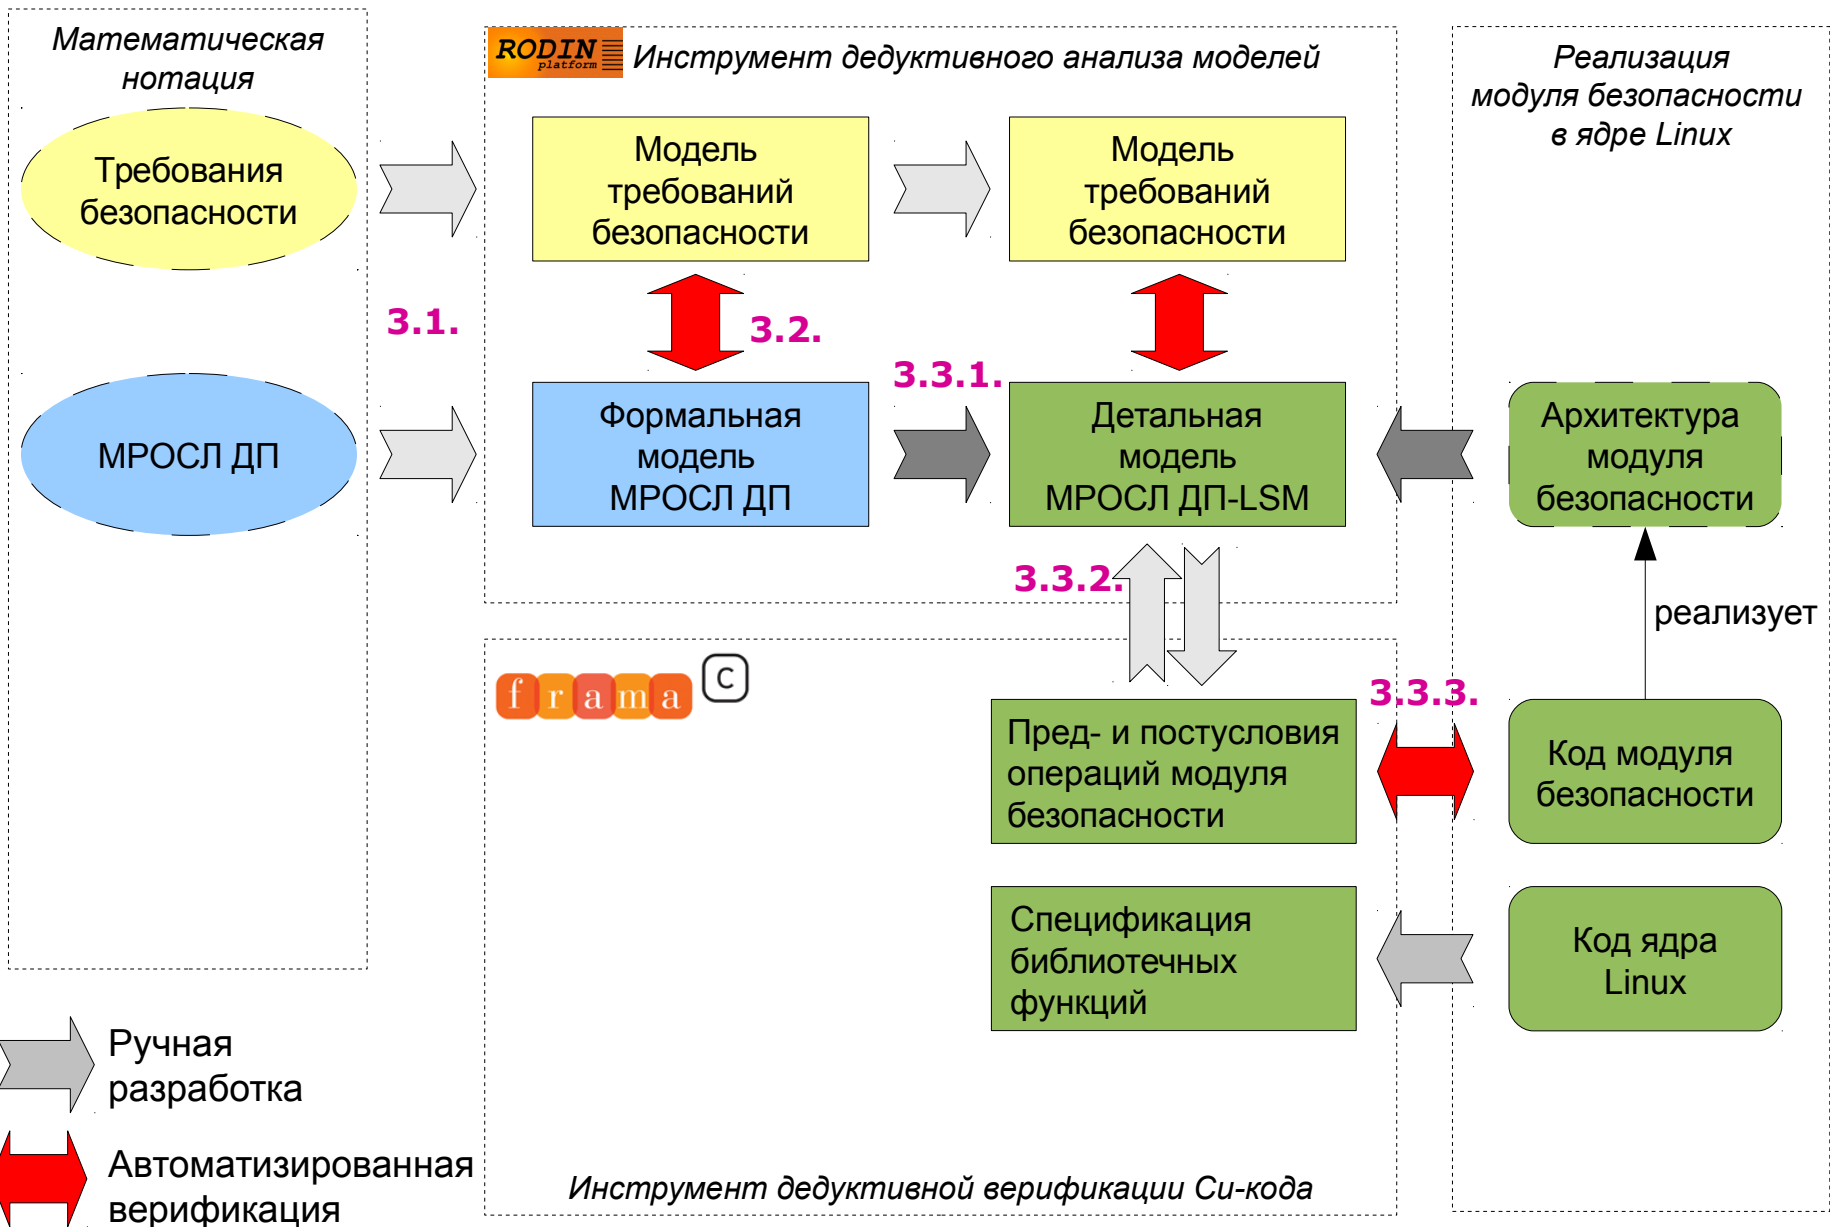 Математическая
нотация
Требования
безопасности
МРОСЛ ДП
3.1.
RODIN
platform
Инструмент дедуктивного анализа моделей
Модель
требований
безопасности
Модель
требований
безопасности
3.2.
3.3.1.
Формальная
модель
МРОСЛ ДП
Детальная
модель
МРОСЛ ДП-LSM
3.3.2.
Реализация
модуля безопасности
в ядре Linux
Архитектура
модуля
безопасности
реализует
frama
C
Пред- и постусловия
операций модуля
безопасности
3.3.3.
Код модуля
безопасности
Спецификация
библиотечных
функций
Код ядра
Linux
Инструмент дедуктивной верификации Си-кода
Ручная
разработка
Автоматизированная
верификация